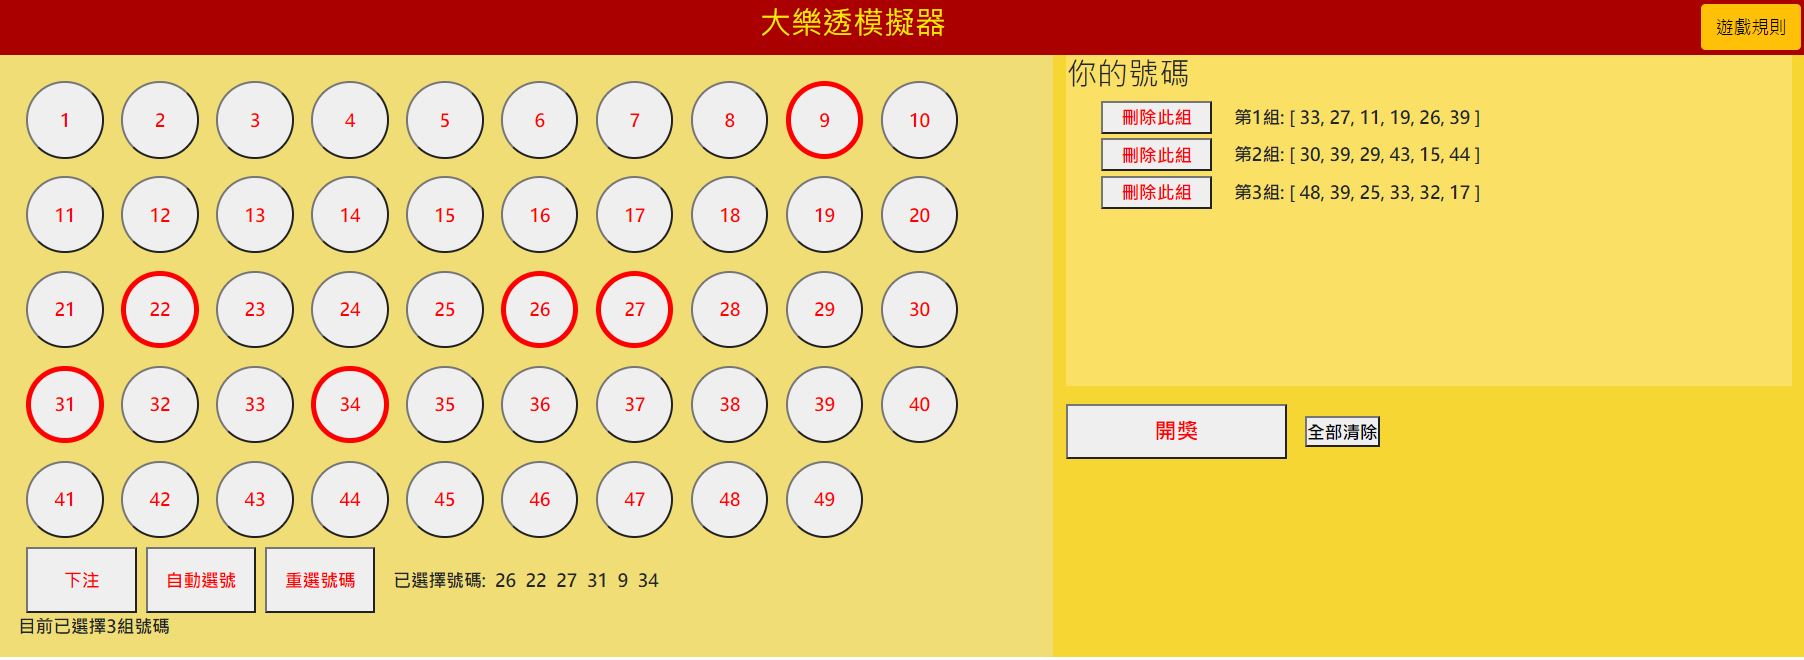 大樂透模擬器
遊戲規則
1 2 3 4 5 6 7 8 9 10
11 12 13 14 15 16 17 18 19 20
21 22 23 24 25 26 27 28 29 30
31 32 33 34 35 36 37 38 39 40
41 42 43 44 45 46 47 48 49
下注 自動選號 重選號碼 已選擇號碼: 26 22 27 31 9 34
目前已選擇3組號碼
你的號碼
刪除此組 第1組: [ 33, 27, 11, 19, 26, 39 ]
刪除此組 第2組: [ 30, 39, 29, 43, 15, 44 ]
刪除此組 第3組: [ 48, 39, 25, 33, 32, 17 ]
開獎 全部清除